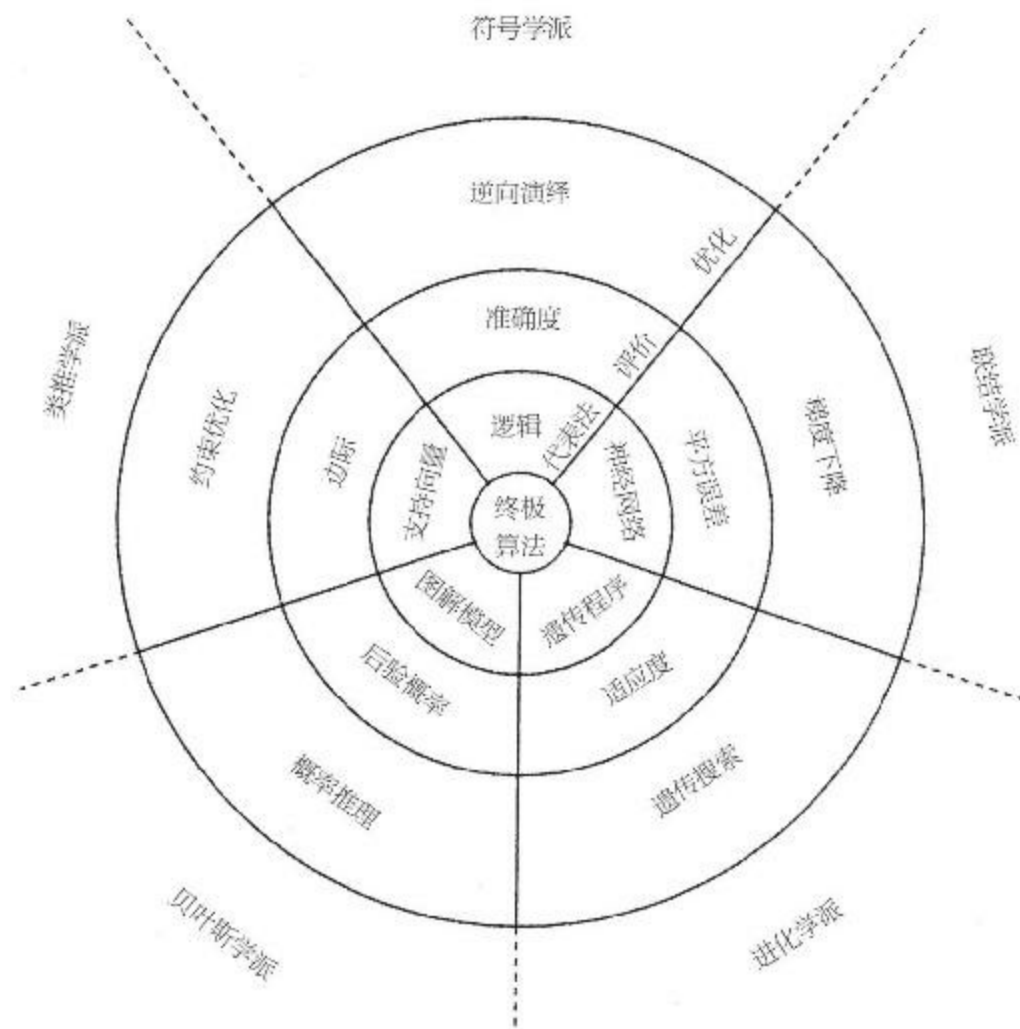 符号学派
逆向演绎
优化
准确度
评价
类推学派
联结学派
约束优化
边际
逻辑
代表法
支持向量
神经网络
平方误差
梯度下降
终极
算法
图解模型
遗传程序
后验概率
适应度
概率推理
遗传搜索
贝叶斯学派
进化学派